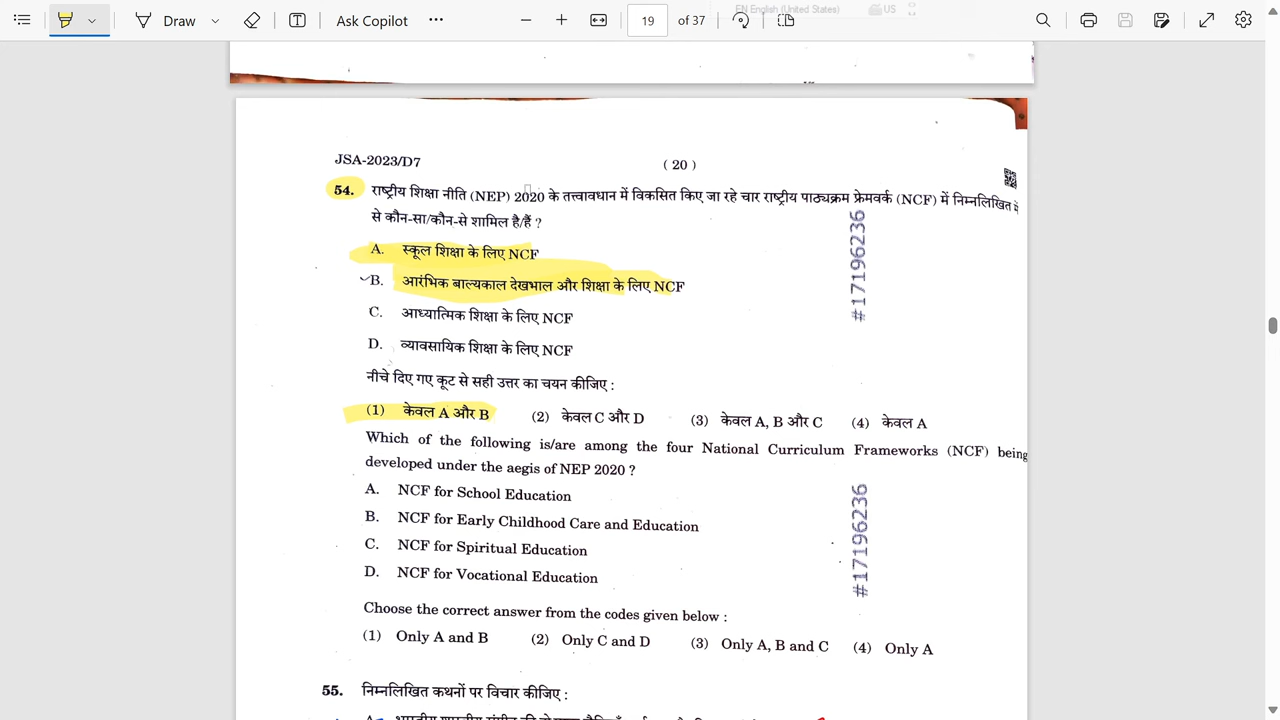 EN English (United States) US
Draw Ask Copilot 19 of 37
JSA-2023/D7 ( 20 )
54. राष्ट्रीय शिक्षा नीति (NEP) 2020 के तत्त्वावधान में विकसित किए जा रहे चार राष्ट्रीय पाठ्यक्रम फ्रेमवर्क (NCF) में निम्नलिखित में
से कौन-सा/कौन-से शामिल है/हैं ?
A. स्कूल शिक्षा के लिए NCF
B. आरंभिक बाल्यकाल देखभाल और शिक्षा के लिए NCF
C. आध्यात्मिक शिक्षा के लिए NCF
D. व्यावसायिक शिक्षा के लिए NCF
नीचे दिए गए कूट से सही उत्तर का चयन कीजिए :
(1) केवल A और B (2) केवल C और D (3) केवल A, B और C (4) केवल A
Which of the following is/are among the four National Curriculum Frameworks (NCF) being
developed under the aegis of NEP 2020 ?
A. NCF for School Education
B. NCF for Early Childhood Care and Education
C. NCF for Spiritual Education
D. NCF for Vocational Education
Choose the correct answer from the codes given below :
(1) Only A and B (2) Only C and D (3) Only A, B and C (4) Only A
#17196236
#17196236
55. निम्नलिखित कथनों पर विचार कीजिए :